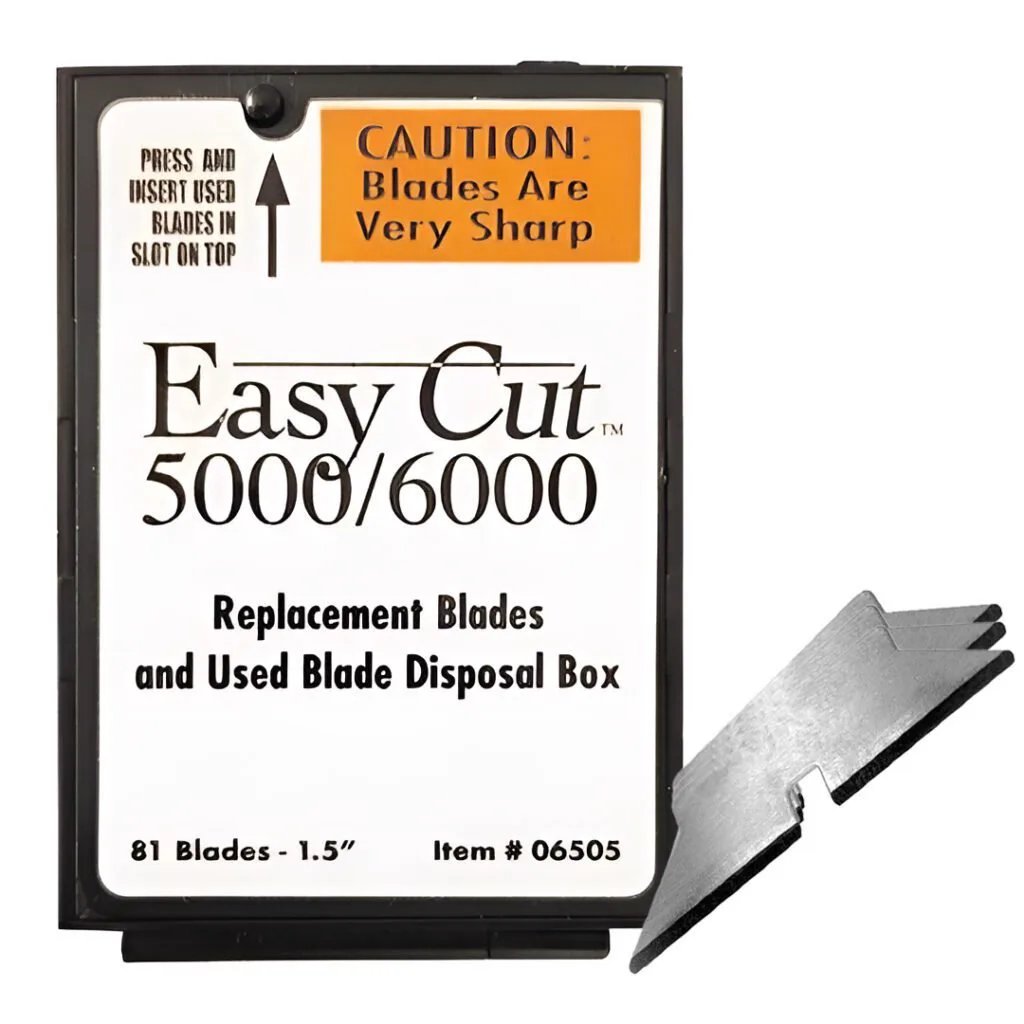 PRESS AND
INSERT USED
BLADES IN
SLOT ON TOP
CAUTION:
Blades Are
Very Sharp
Easy Cut™
5000/6000
Replacement Blades
and Used Blade Disposal Box
81 Blades - 1.5″ Item # 06505